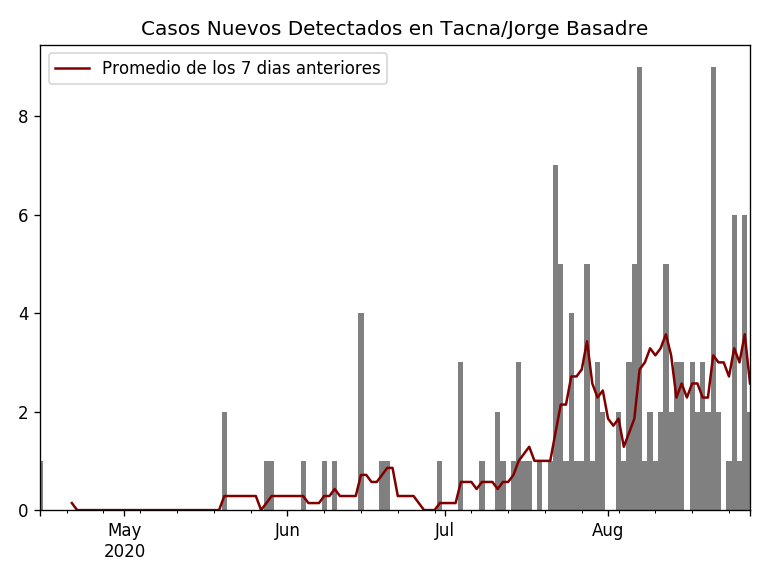 Casos Nuevos Detectados en Tacna/Jorge Basadre
Promedio de los 7 dias anteriores
8
6
4
2
0
May Jun Jul Aug
2020